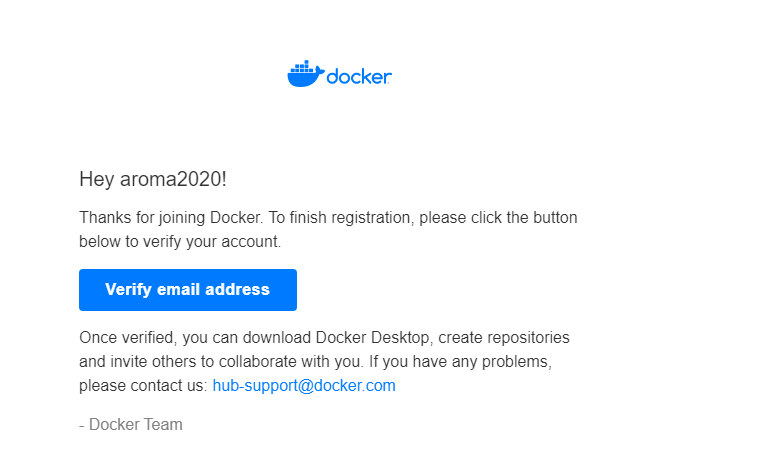 docker
Hey aroma2020!
Thanks for joining Docker. To finish registration, please click the button
below to verify your account.
Verify email address
Once verified, you can download Docker Desktop, create repositories
and invite others to collaborate with you. If you have any problems,
please contact us: hub-support@docker.com
- Docker Team